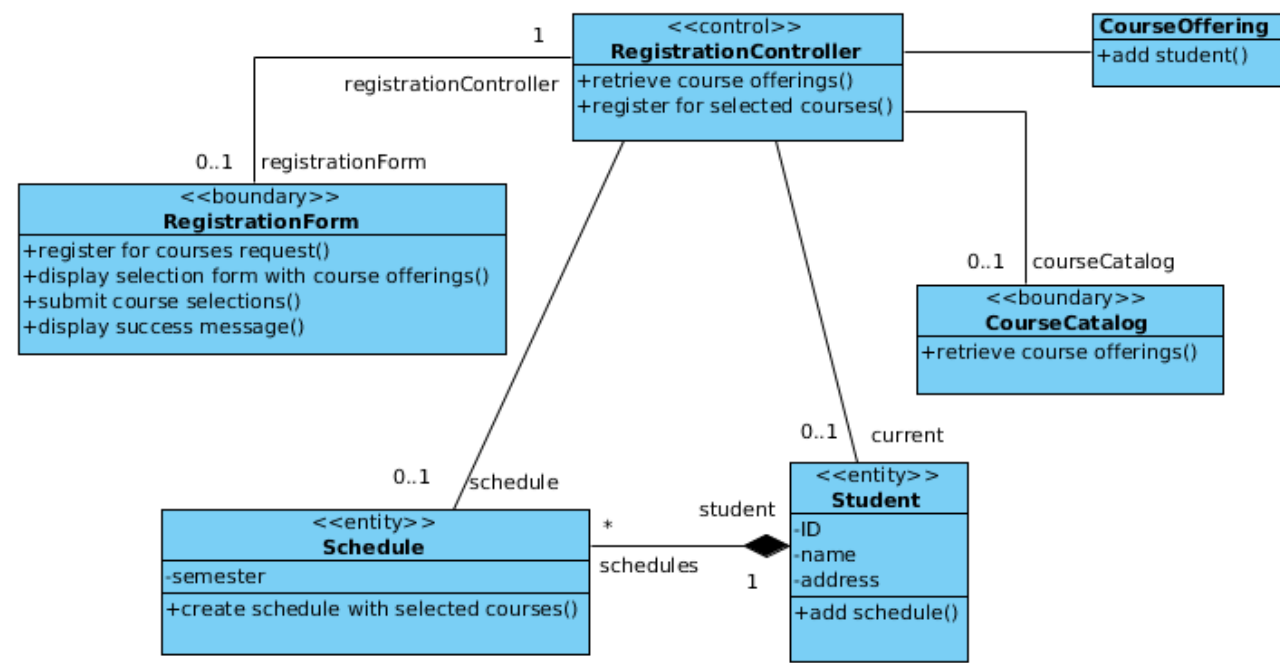 <<control>>
RegistrationController
+retrieve course offerings()
+register for selected courses()
CourseOffering
+add student()
1
registrationController
0..1
registrationForm
<<boundary>>
RegistrationForm
+register for courses request()
+display selection form with course offerings()
+submit course selections()
+display success message()
0..1
courseCatalog
<<boundary>>
CourseCatalog
+retrieve course offerings()
0..1
schedule
0..1
current
<<entity>>
Schedule
-semester
+create schedule with selected courses()
*
schedules
student
1
<<entity>>
Student
-ID
-name
-address
+add schedule()